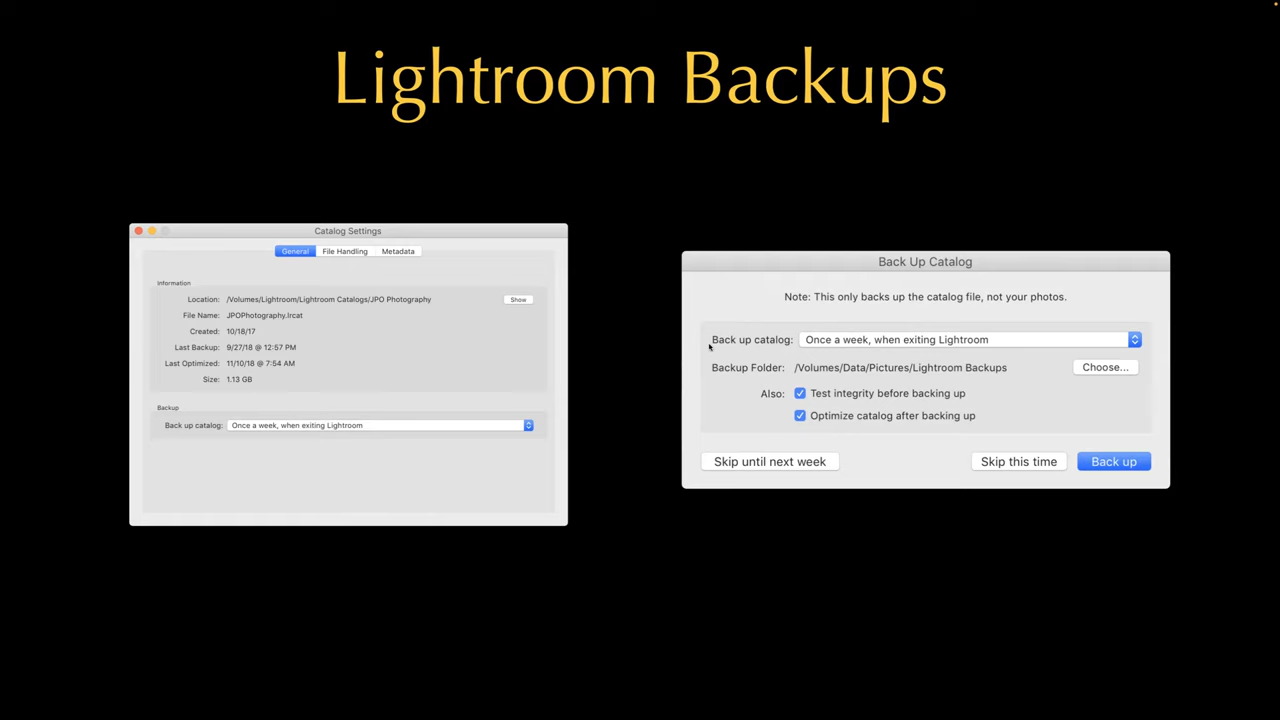 Lightroom Backups
Catalog Settings
General File Handling Metadata
Information
Location: /Volumes/Lightroom/Lightroom Catalogs/JPO Photography Show
File Name: JPOPhotography.lrcat
Created: 10/18/17
Last Backup: 9/27/18 @ 12:57 PM
Last Optimized: 11/10/18 @ 7:54 AM
Size: 1.13 GB
Backup
Back up catalog: Once a week, when exiting Lightroom
Back Up Catalog
Note: This only backs up the catalog file, not your photos.
Back up catalog: Once a week, when exiting Lightroom
Backup Folder: /Volumes/Data/Pictures/Lightroom Backups Choose...
Also: Test integrity before backing up
Optimize catalog after backing up
Skip until next week Skip this time Back up